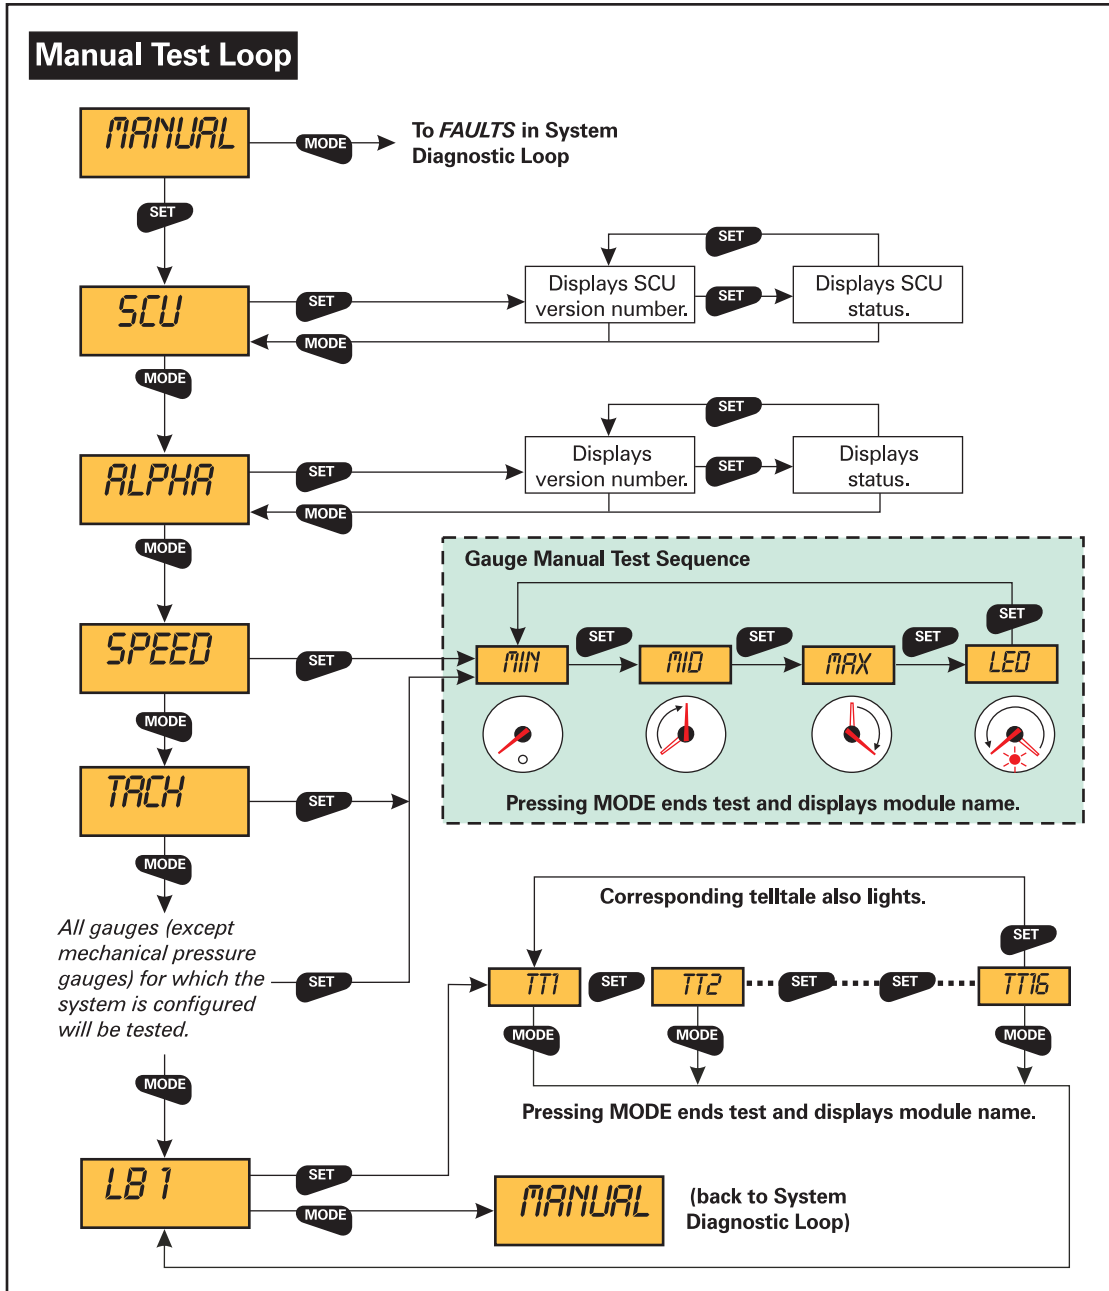 Manual Test Loop
MANUAL
MODE
To FAULTS in System
Diagnostic Loop
SET
SET
SCU
SET
Displays SCU
version number.
SET
Displays SCU
status.
MODE
MODE
SET
ALPHA
SET
Displays
version number.
SET
Displays
status.
MODE
MODE
Gauge Manual Test Sequence
SPEED
SET
MIN
SET
MID
SET
MAX
SET
LED
SET
MODE
TACH
SET
Pressing MODE ends test and displays module name.
MODE
All gauges (except
mechanical pressure
gauges) for which the
system is configured
will be tested.
SET
Corresponding telltale also lights.
SET
TT1
SET
TT2
SET
SET
TT16
MODE
MODE
MODE
MODE
Pressing MODE ends test and displays module name.
LB 1
SET
MODE
MANUAL
(back to System
Diagnostic Loop)